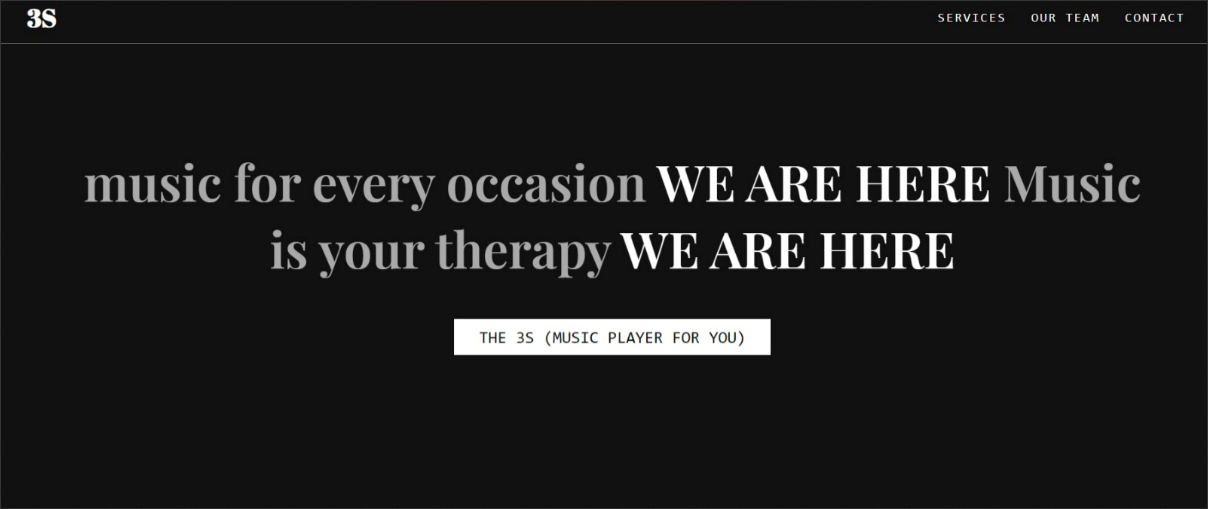 3S
SERVICES OUR TEAM CONTACT
music for every occasion WE ARE HERE Music
is your therapy WE ARE HERE
THE 3S (MUSIC PLAYER FOR YOU)